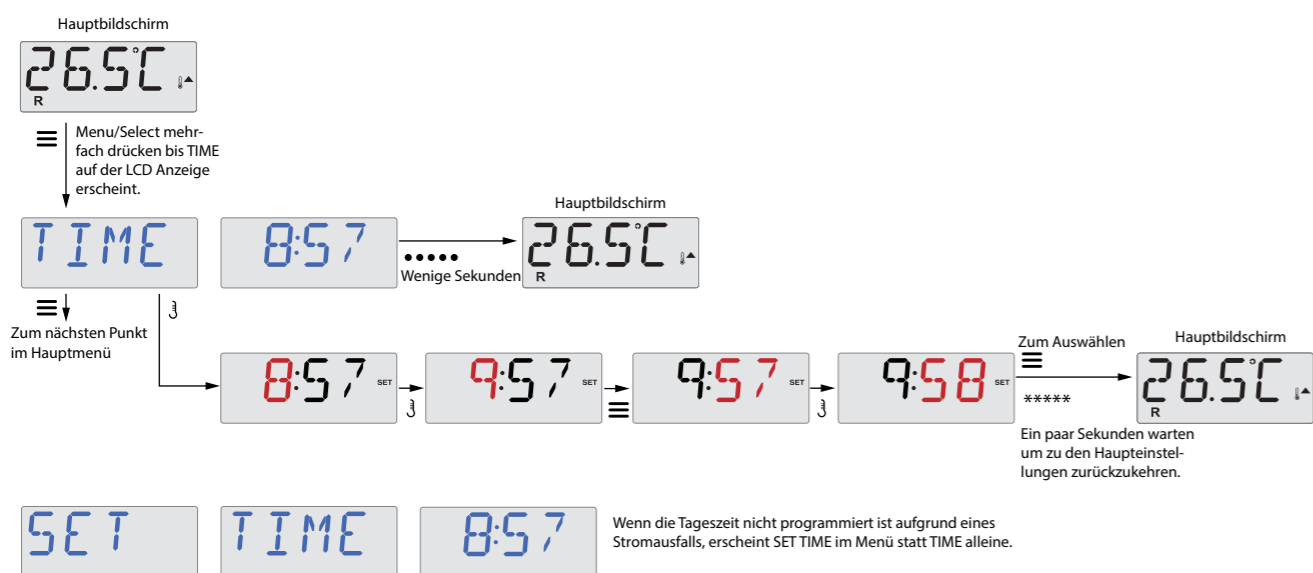 Hauptbildschirm
26.5°C
R
Menu/Select mehr-
fach drücken bis TIME
auf der LCD Anzeige
erscheint.
TIME
8:57
Wenige Sekunden
Hauptbildschirm
26.5°C
R
Zum nächsten Punkt
im Hauptmenü
8:57 SET
9:57 SET
9:57 SET
9:58 SET
Zum Auswählen
*****
Ein paar Sekunden warten
um zu den Haupteinstel-
lungen zurückzukehren.
Hauptbildschirm
26.5°C
R
SET
TIME
8:57
Wenn die Tageszeit nicht programmiert ist aufgrund eines
Stromausfalls, erscheint SET TIME im Menü statt TIME alleine.